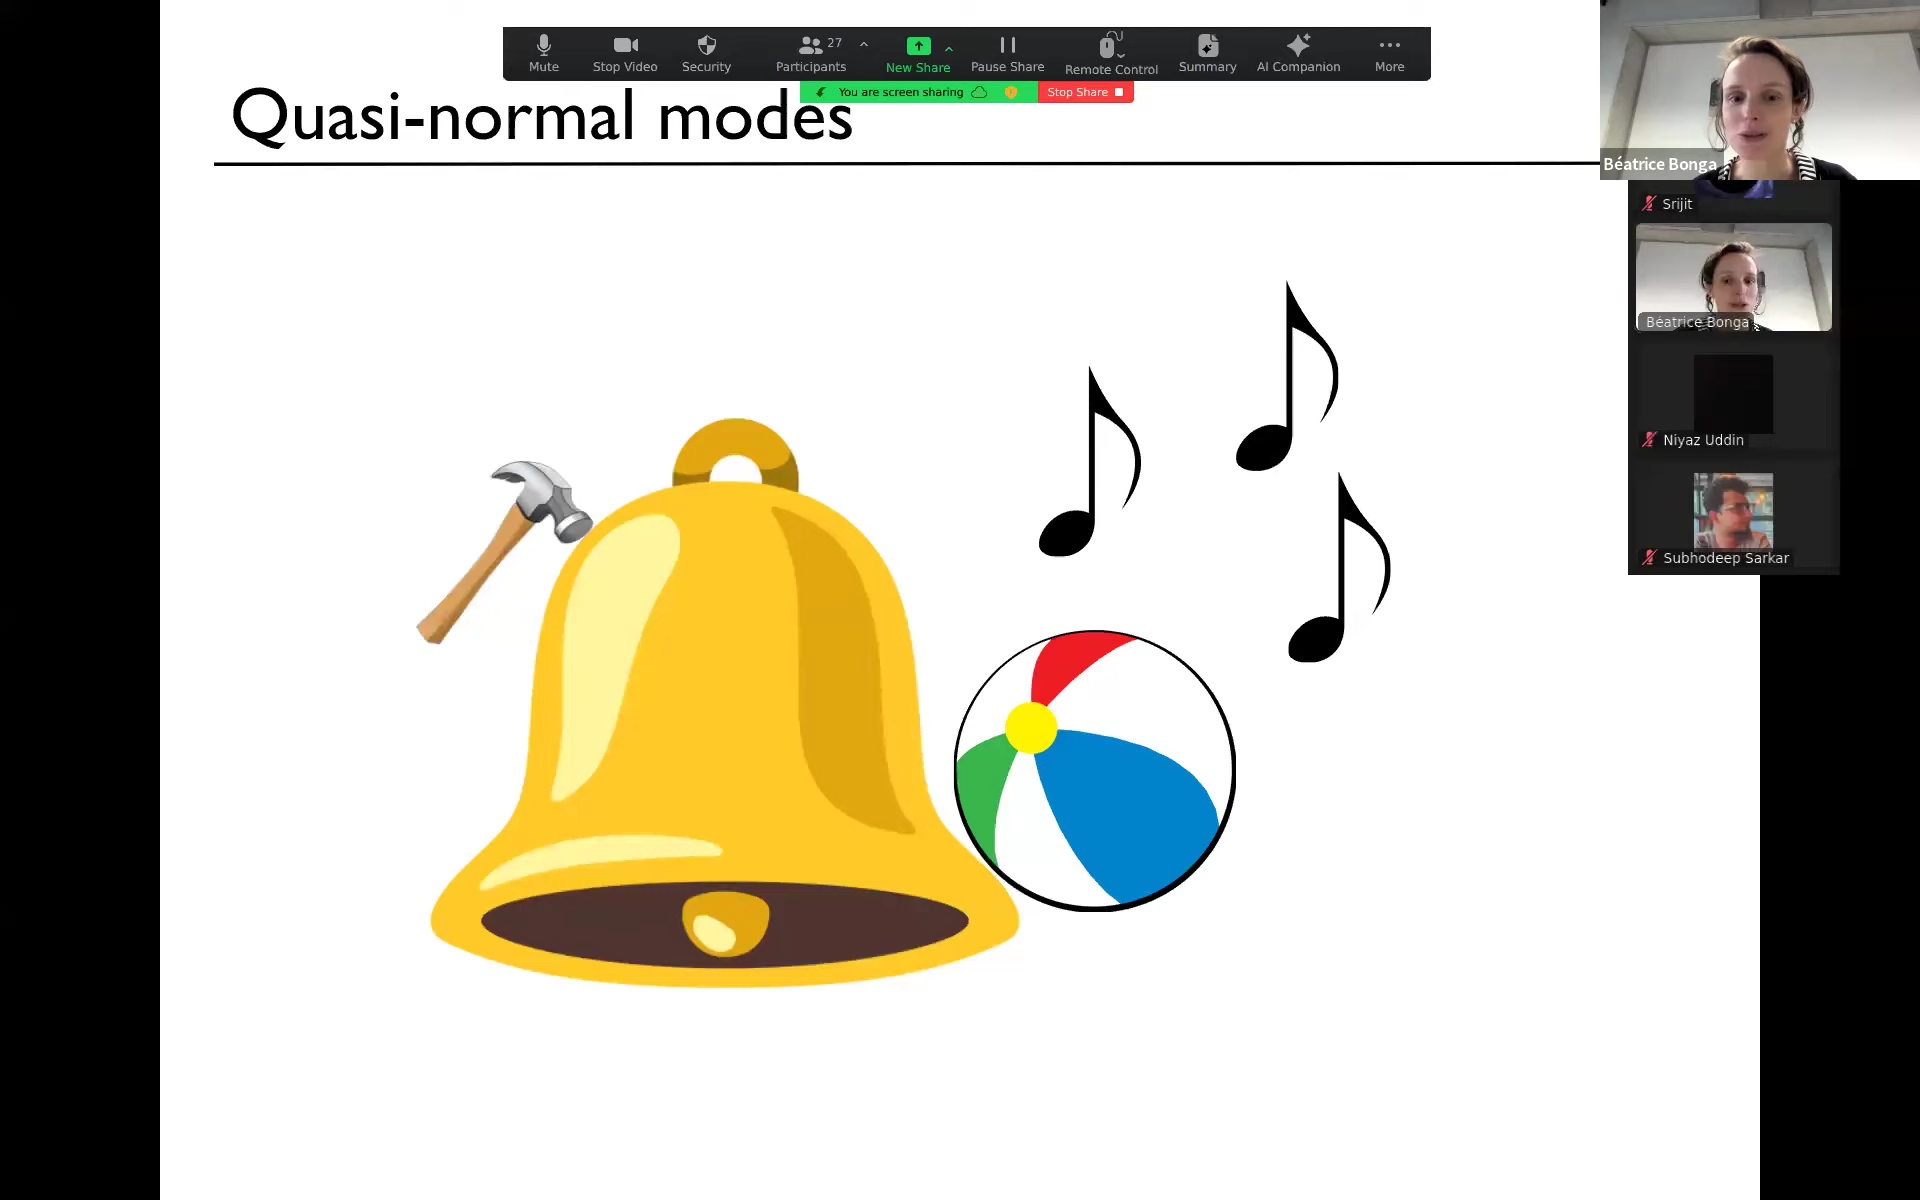 27
Mute
Stop Video
Security
Participants
New Share
Pause Share
Remote Control
Summary
AI Companion
More
You are screen sharing
Stop Share
Quasi-normal modes
Béatrice Bonga
Srijit
Béatrice Bonga
Niyaz Uddin
Subhodeep Sarkar